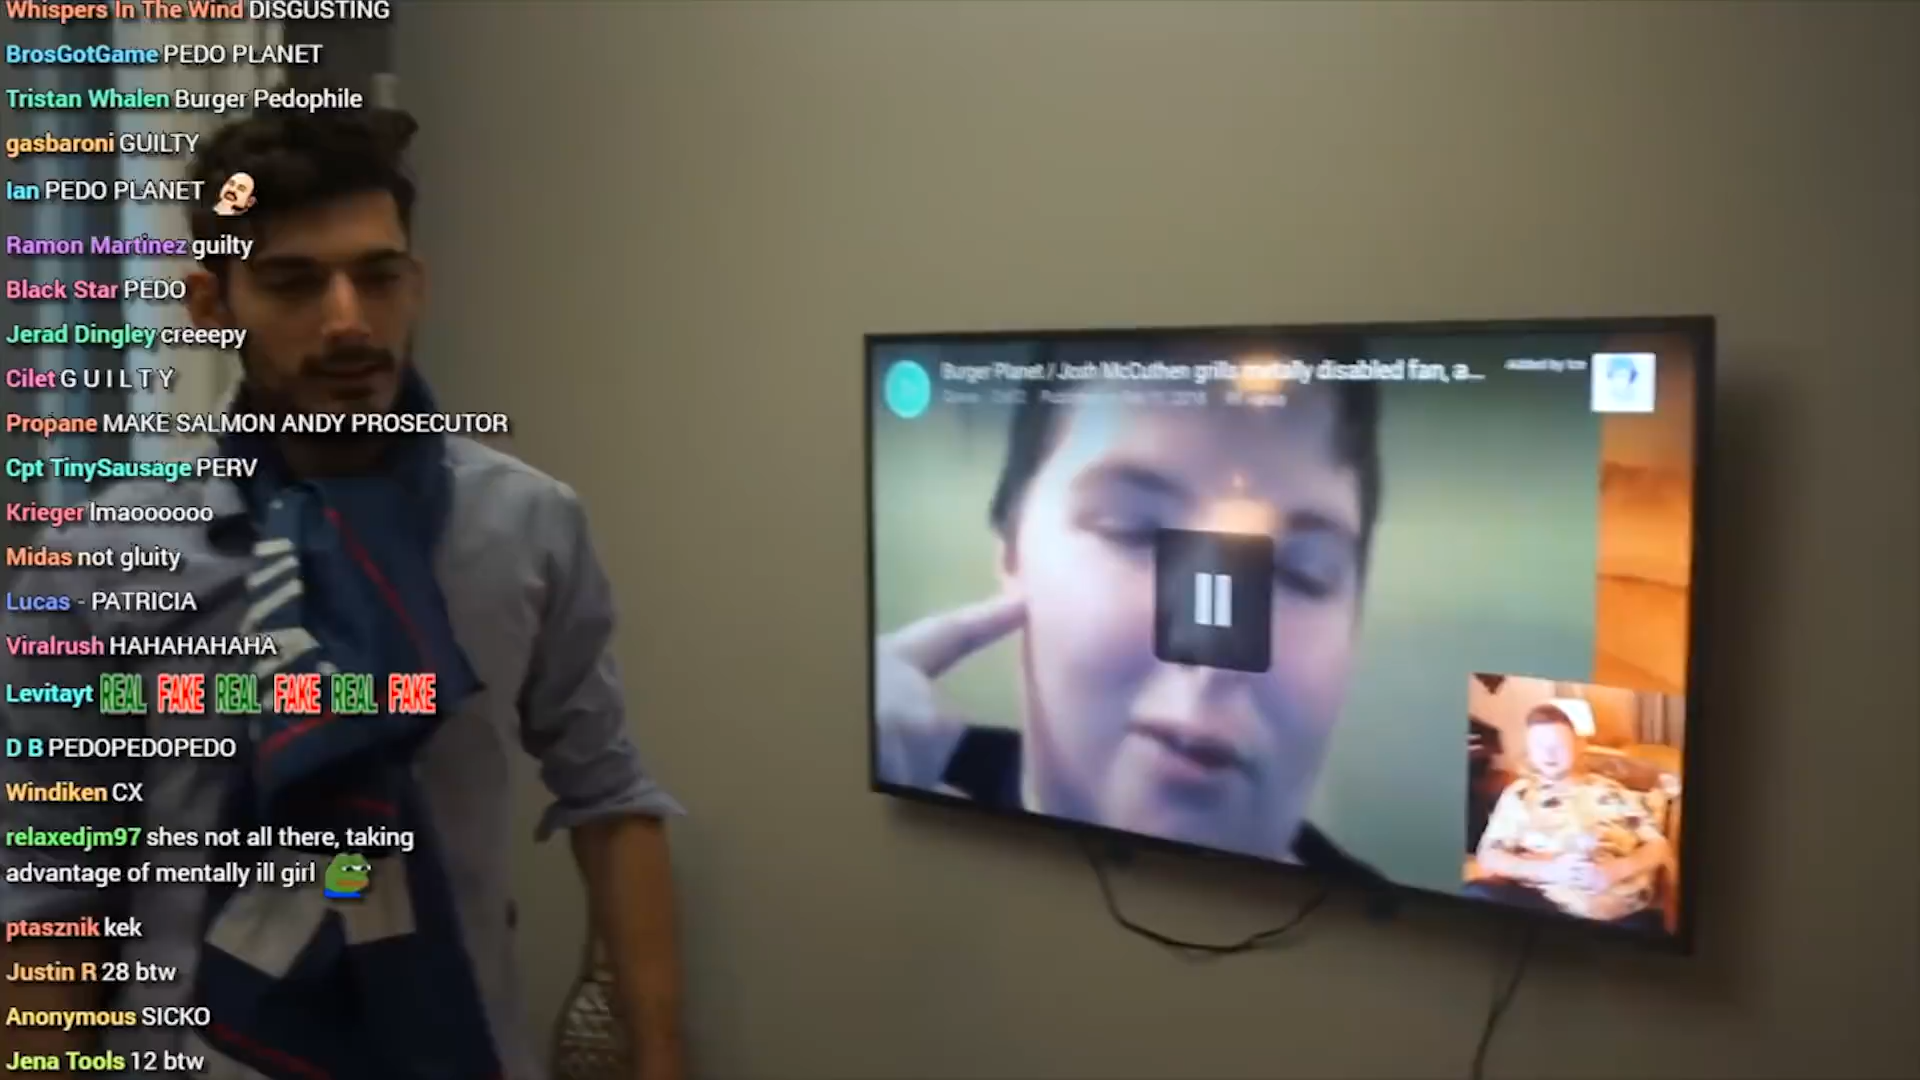 Whispers In The Wind DISGUSTING
BrosGotGame PEDO PLANET
Tristan Whalen Burger Pedophile
gasbaroni GUILTY
Ian PEDO PLANET
Ramon Martinez guilty
Black Star PEDO
Jerad Dingley creeepy
Cilet G U I L T Y
Propane MAKE SALMON ANDY PROSECUTOR
Cpt TinySausage PERV
Krieger lmaoooooo
Midas not gluity
Lucas - PATRICIA
Viralrush HAHAHAHAHA
Levitayt REAL FAKE REAL FAKE REAL FAKE
D B PEDOPEDOPEDO
Windiken CX
relaxedjm97 shes not all there, taking
advantage of mentally ill girl
ptasznik kek
Justin R 28 btw
Anonymous SICKO
Jena Tools 12 btw
Burger Planet / Josh McCuthen grills metally disabled fan, a...
Added by Ice